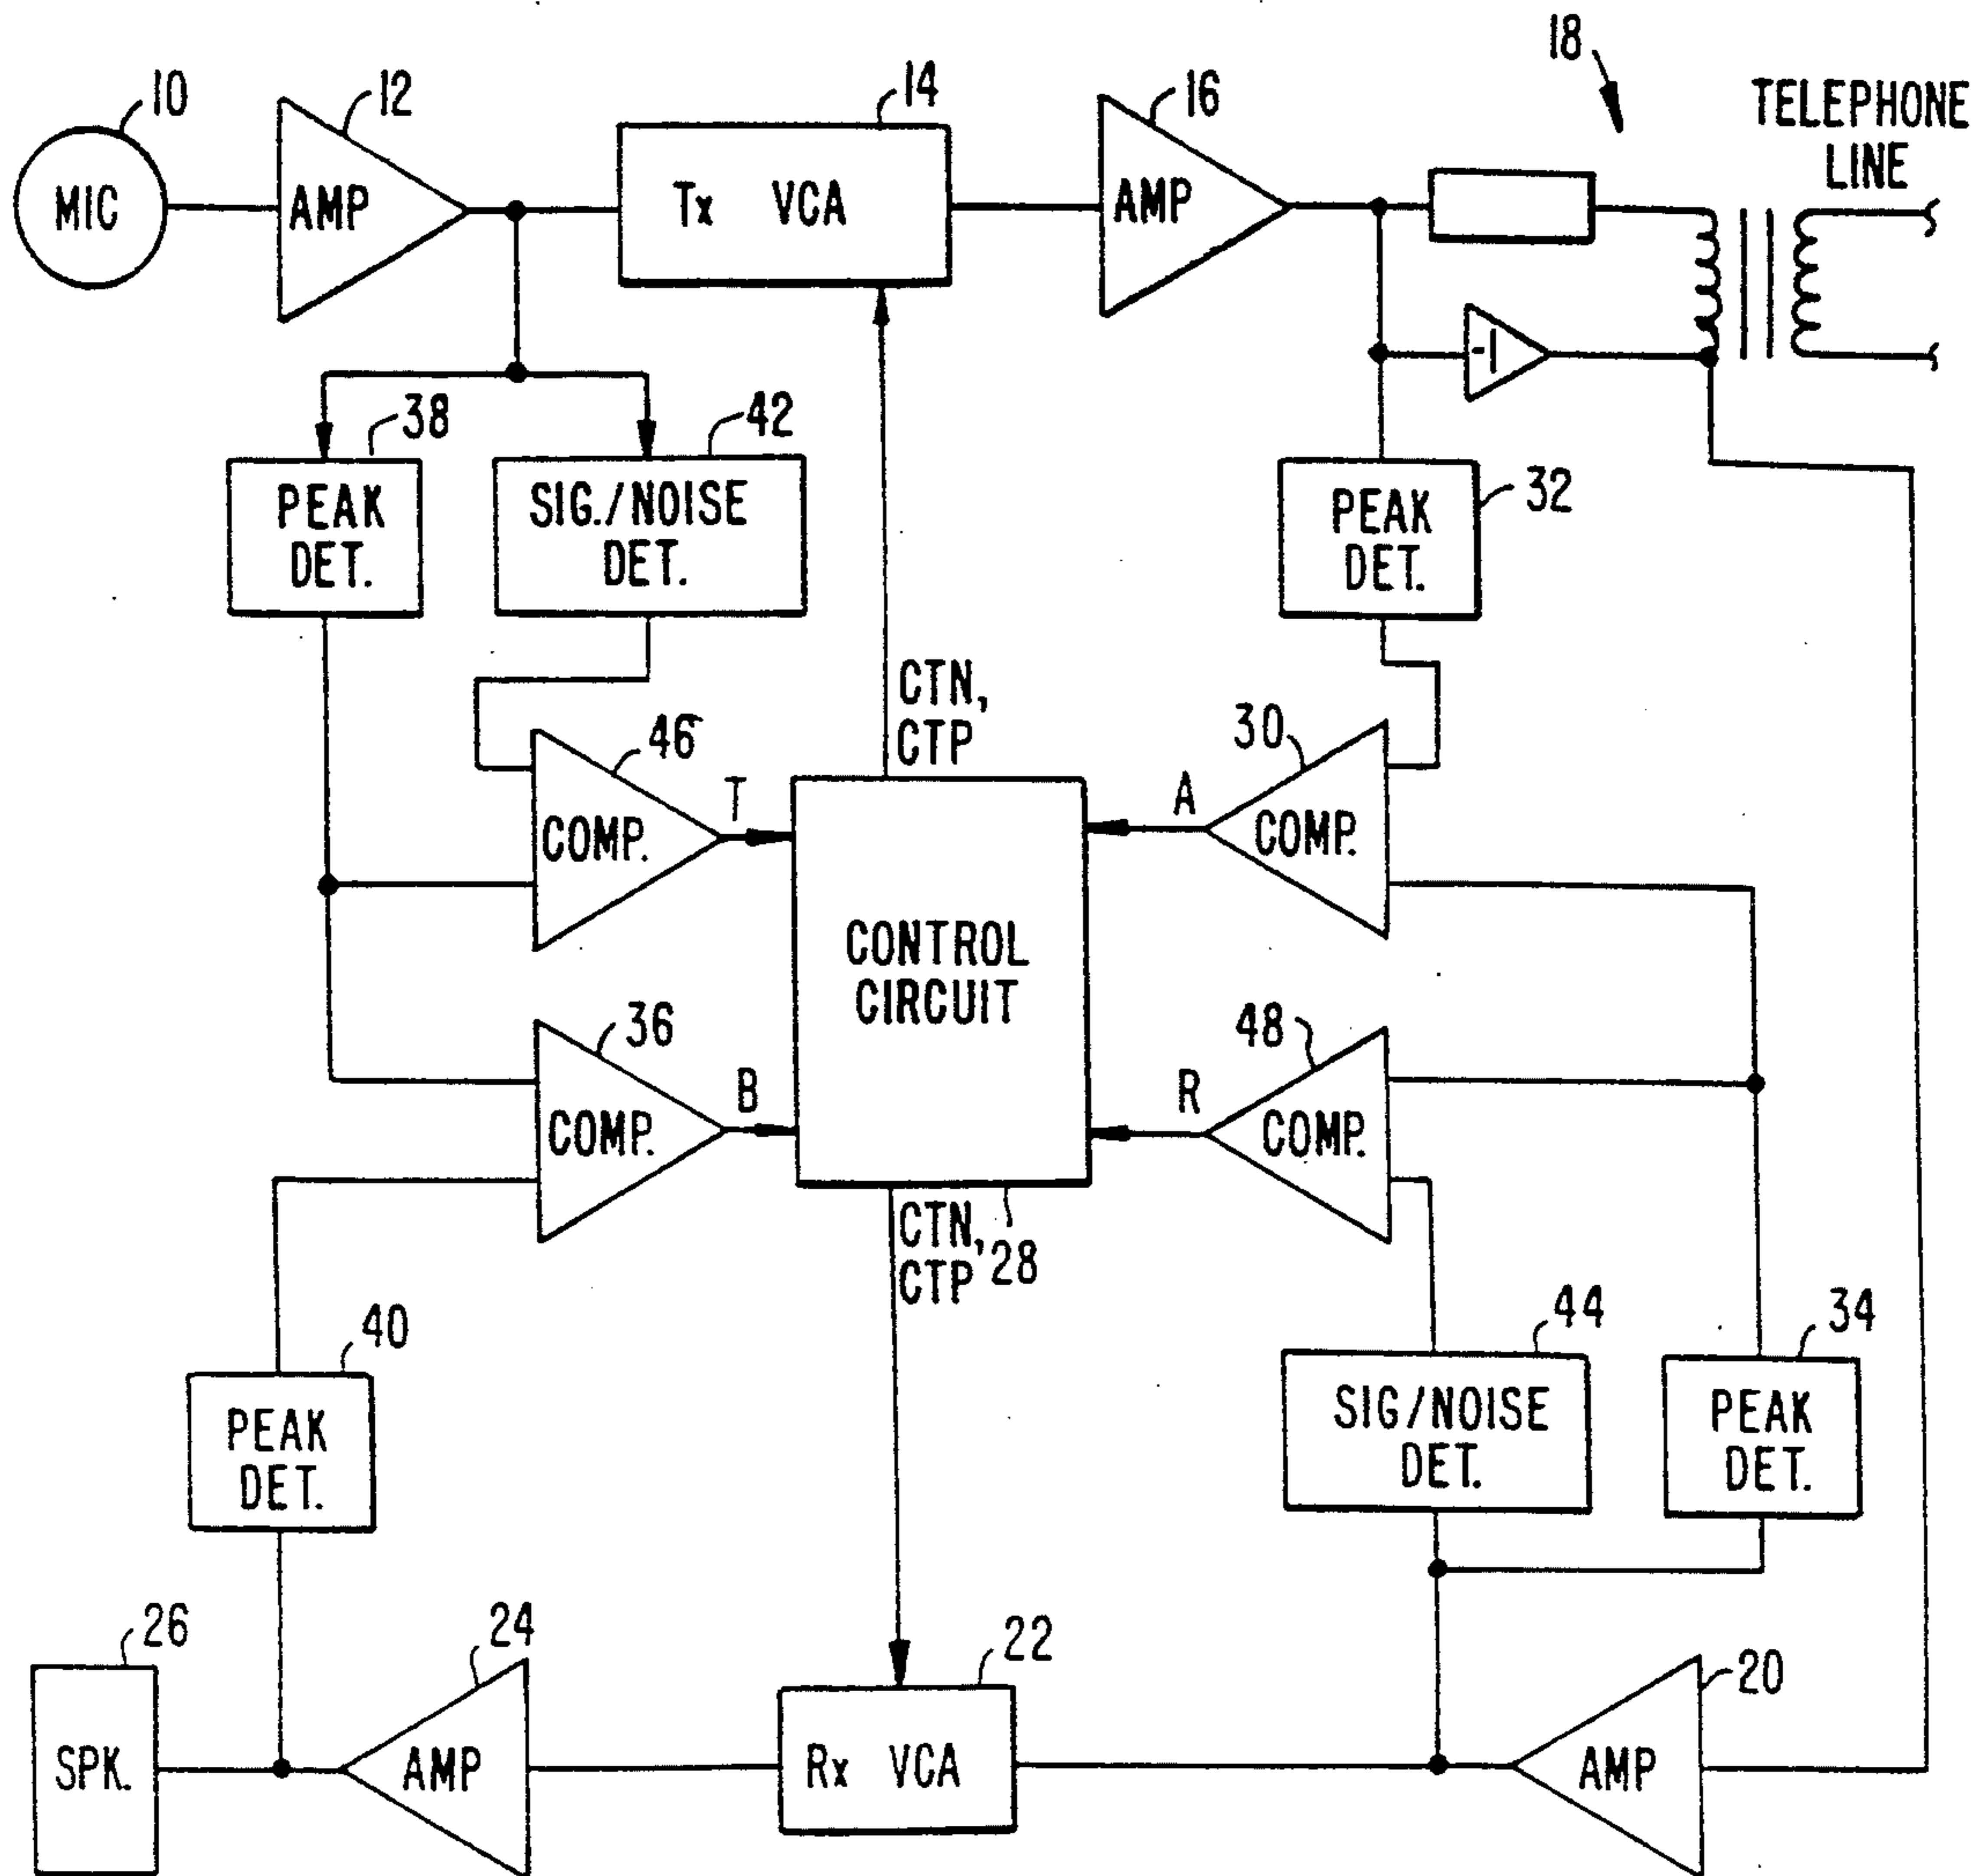 18
10
12
14
16
TELEPHONE
LINE
MIC
AMP
Tx VCA
AMP
-1
38
42
32
PEAK
DET.
SIG./NOISE
DET.
PEAK
DET.
CTN,
CTP
46
T
30
A
COMP.
COMP.
CONTROL
CIRCUIT
36
B
48
R
COMP.
COMP.
CTN,
CTP
28
40
44
34
PEAK
DET.
SIG/NOISE
DET.
PEAK
DET.
26
24
22
20
SPK.
AMP
Rx VCA
AMP